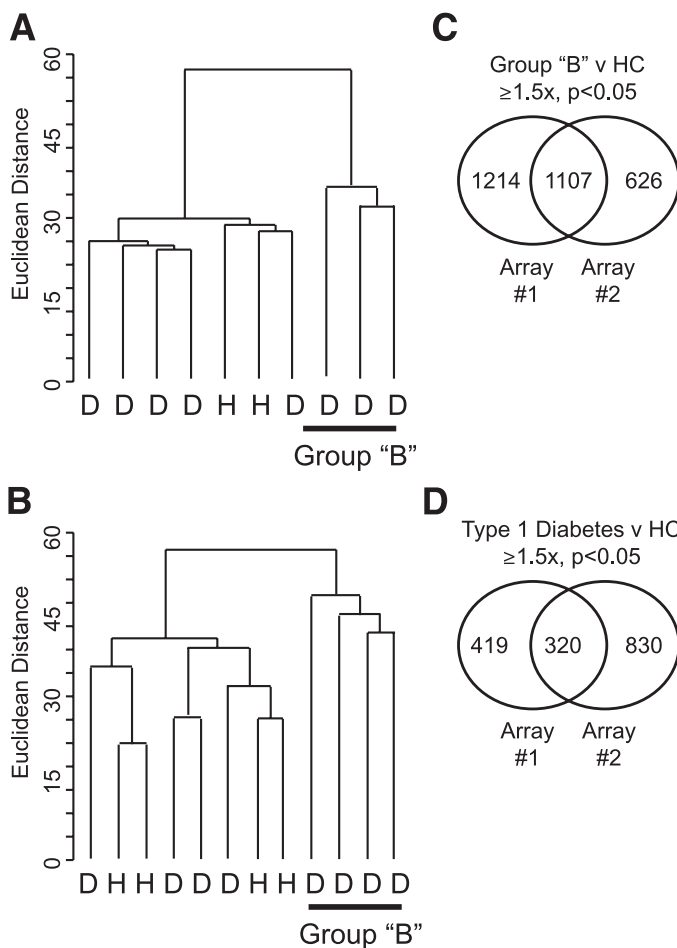 A
60
45
30
15
0
Euclidean Distance
D D D D H H D D D D
Group “B”
B
60
45
30
15
0
Euclidean Distance
D H H D D D H H D D D D
Group “B”
C
Group “B” v HC
≥1.5x, p<0.05
1214 1107 626
Array Array
#1 #2
D
Type 1 Diabetes v HC
≥1.5x, p<0.05
419 320 830
Array Array
#1 #2